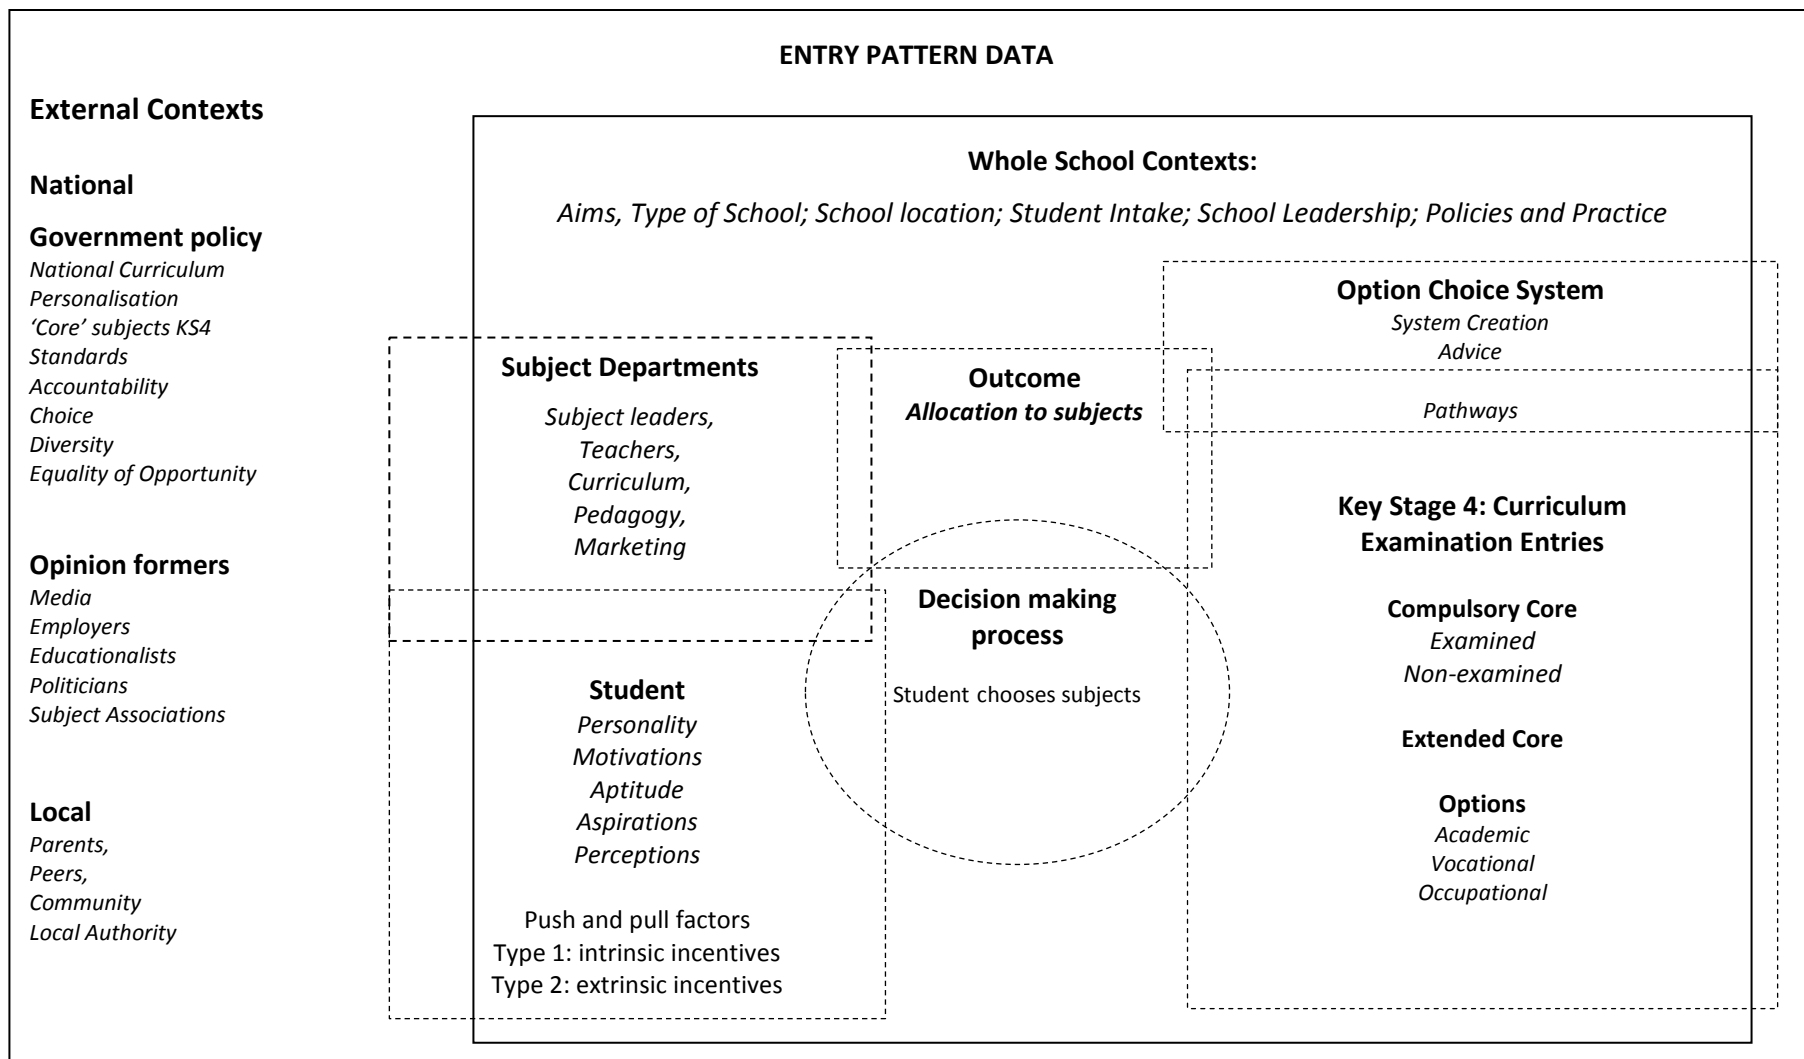 ENTRY PATTERN DATA
External Contexts
National
Government policy
National Curriculum
Personalisation
‘Core’ subjects KS4
Standards
Accountability
Choice
Diversity
Equality of Opportunity
Opinion formers
Media
Employers
Educationalists
Politicians
Subject Associations
Local
Parents,
Peers,
Community
Local Authority
Whole School Contexts:
Aims, Type of School; School location; Student Intake; School Leadership; Policies and Practice
Subject Departments
Subject leaders,
Teachers,
Curriculum,
Pedagogy,
Marketing
Student
Personality
Motivations
Aptitude
Aspirations
Perceptions
Push and pull factors
Type 1: intrinsic incentives
Type 2: extrinsic incentives
Outcome
Allocation to subjects
Decision making
process
Student chooses subjects
Option Choice System
System Creation
Advice
Pathways
Key Stage 4: Curriculum
Examination Entries
Compulsory Core
Examined
Non-examined
Extended Core
Options
Academic
Vocational
Occupational